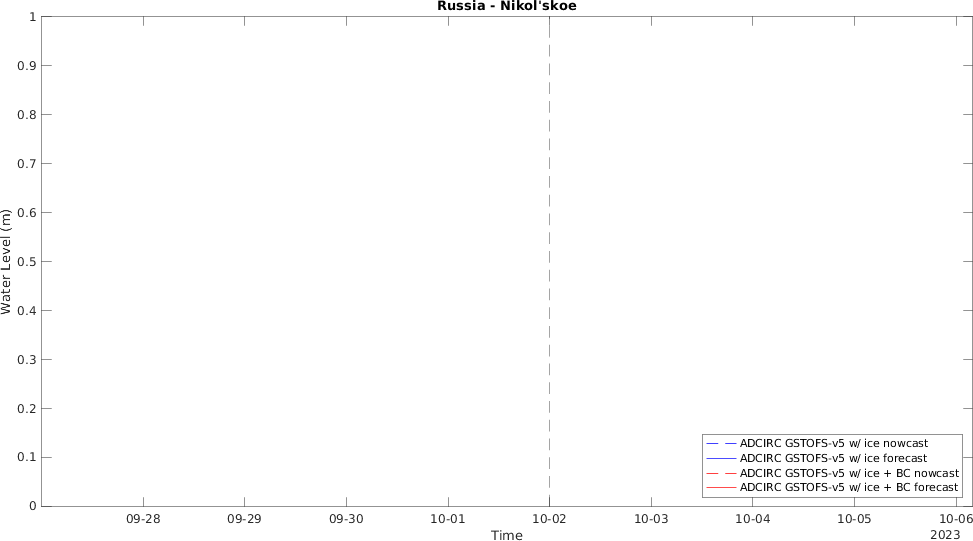 Russia - Nikol'skoe
1
0.9
0.8
0.7
0.6
0.5
0.4
0.3
0.2
0.1
0
Water Level (m)
ADCIRC GSTOFS-v5 w/ ice nowcast
ADCIRC GSTOFS-v5 w/ ice forecast
ADCIRC GSTOFS-v5 w/ ice + BC nowcast
ADCIRC GSTOFS-v5 w/ ice + BC forecast
09-28 09-29 09-30 10-01 10-02 10-03 10-04 10-05 10-06
2023
Time